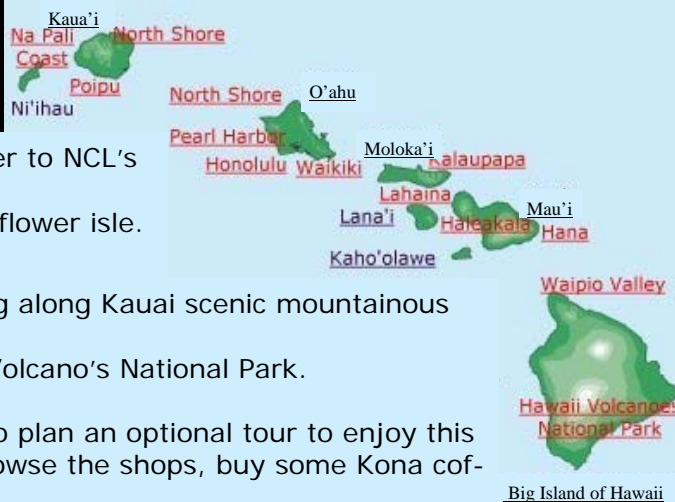 Kaua’i
Na Pali Coast
North Shore
Poipu
Ni'ihau
North Shore
O’ahu
Pearl Harbor
Honolulu
Waikiki
Moloka’i
Kalaupapa
Lahaina
Lana'i
Mau’i
Haleakala
Hana
Kaho'olawe
er to NCL's
flower isle.
g along Kauai scenic mountainous
Volcano’s National Park.
o plan an optional tour to enjoy this
owse the shops, buy some Kona cof-
Waipio Valley
Hawaii Volcanoes
National Park
Big Island of Hawaii